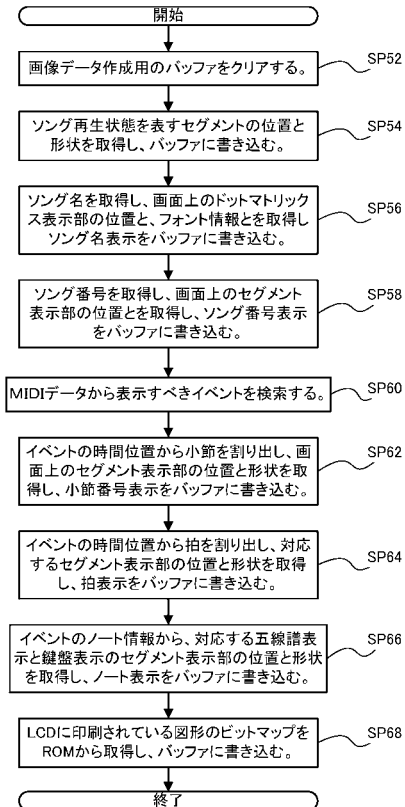 開始
画像データ作成用のバッファをクリアする。
SP52
ソング再生状態を表すセグメントの位置と
形状を取得し、バッファに書き込む。
SP54
ソング名を取得し、画面上のドットマトリック
ス表示部の位置と、フォント情報とを取得し
ソング名表示をバッファに書き込む。
SP56
ソング番号を取得し、画面上のセグメント
表示部の位置とを取得し、ソング番号表示
をバッファに書き込む。
SP58
MIDIデータから表示すべきイベントを検索する。
SP60
イベントの時間位置から小節を割り出し、画
面上のセグメント表示部の位置と形状を取
得し、小節番号表示をバッファに書き込む。
SP62
イベントの時間位置から拍を割り出し、対応
するセグメント表示部の位置と形状を取得
し、拍表示をバッファに書き込む。
SP64
イベントのノート情報から、対応する五線譜表
示と鍵盤表示のセグメント表示部の位置と形状
を取得し、ノート表示をバッファに書き込む。
SP66
LCDに印刷されている図形のビットマップを
ROMから取得し、バッファに書き込む。
SP68
終了